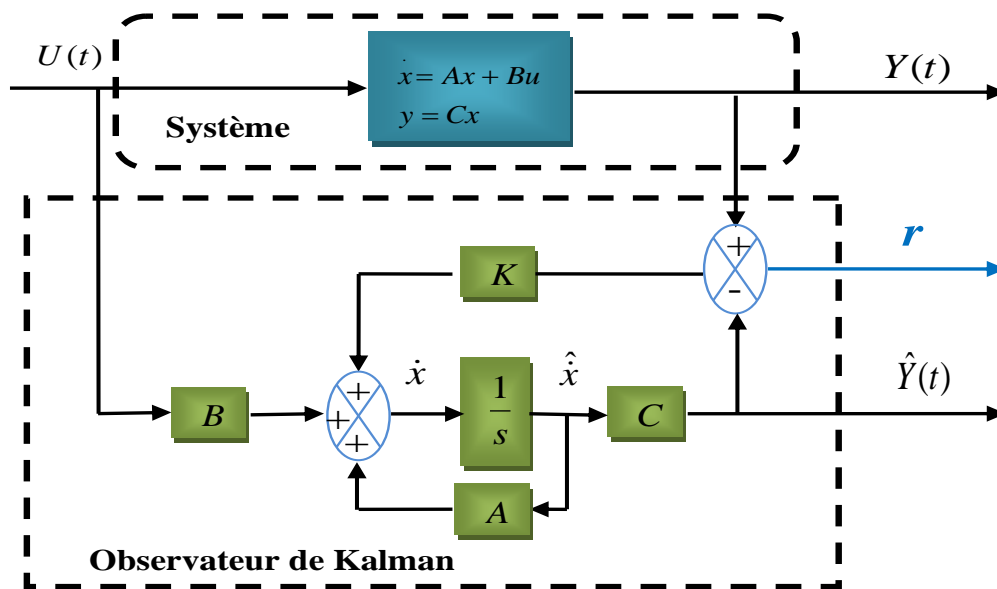 U(t)
ẋ = Ax + Bu
y = Cx
Y(t)
Système
r
+
-
K
ẋ
x̂̇
Ŷ(t)
B
+
+
+
1/s
C
A
Observateur de Kalman